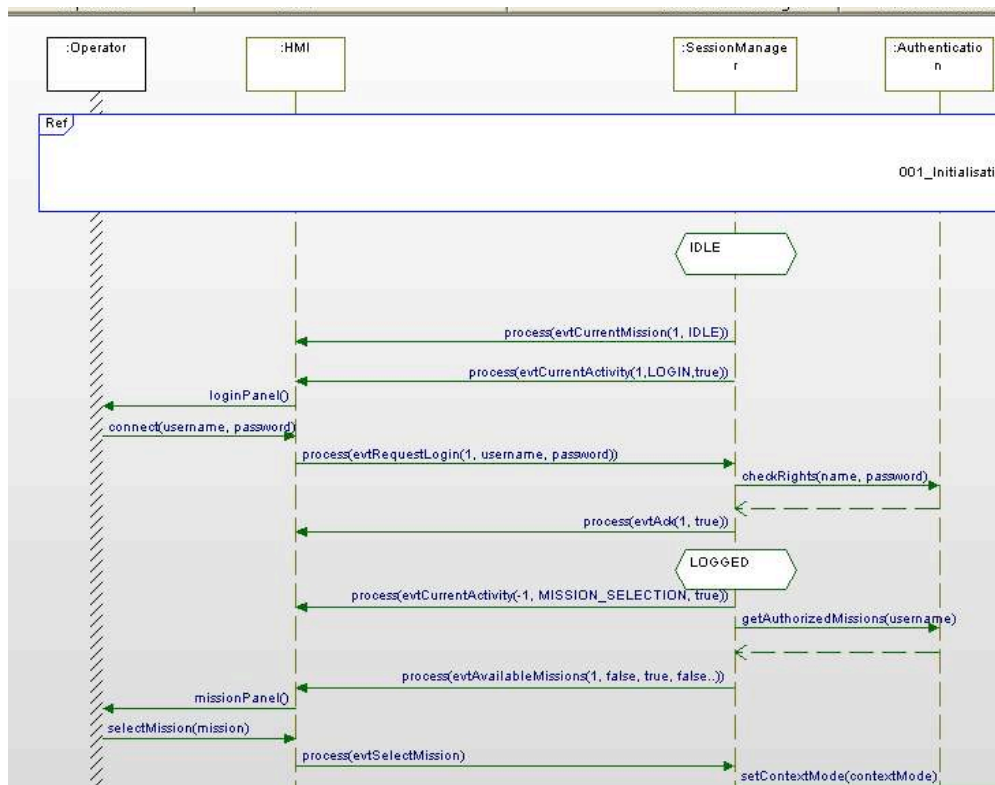 :Operator
:HMI
:SessionManage
r
:Authenticatio
n
Ref
001_Initialisati
IDLE
process(evtCurrentMission(1, IDLE))
process(evtCurrentActivity(1,LOGIN,true))
loginPanel()
connect(username, password)
process(evtRequestLogin(1, username, password))
checkRights(name, password)
process(evtAck(1, true))
LOGGED
process(evtCurrentActivity(-1, MISSION_SELECTION, true))
getAuthorizedMissions(username)
process(evtAvailableMissions(1, false, true, false..))
missionPanel()
selectMission(mission)
process(evtSelectMission)
setContextMode(contextMode)